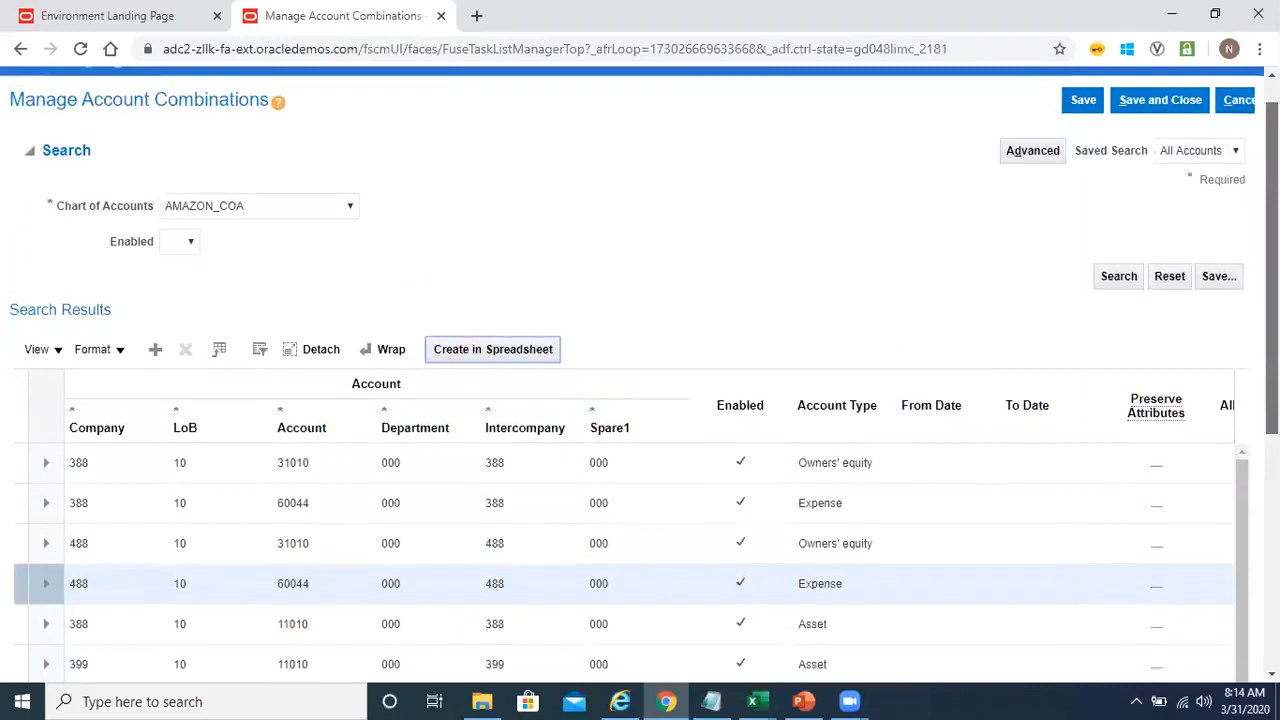 Environment Landing Page
Manage Account Combinations -
adc2-zllk-fa-ext.oracledemos.com/fscmUI/faces/FuseTaskListManagerTop?_afrLoop=173026669633668&_adf.ctrl-state=gd048limc_2181
N
Manage Account Combinations ?
Save Save and Close Cance
Search
Advanced Saved Search All Accounts
* Required
* Chart of Accounts AMAZON_COA
Enabled
Search Reset Save...
Search Results
View Format Detach Wrap Create in Spreadsheet
Account
* Company * LoB * Account * Department * Intercompany * Spare1 Enabled Account Type From Date To Date Preserve Attributes All
388 10 31010 000 388 000 Owners' equity
388 10 60044 000 388 000 Expense
488 10 31010 000 488 000 Owners' equity
488 10 60044 000 488 000 Expense
388 10 11010 000 388 000 Asset
399 10 11010 000 399 000 Asset
Type here to search
8:14 AM
3/31/2020